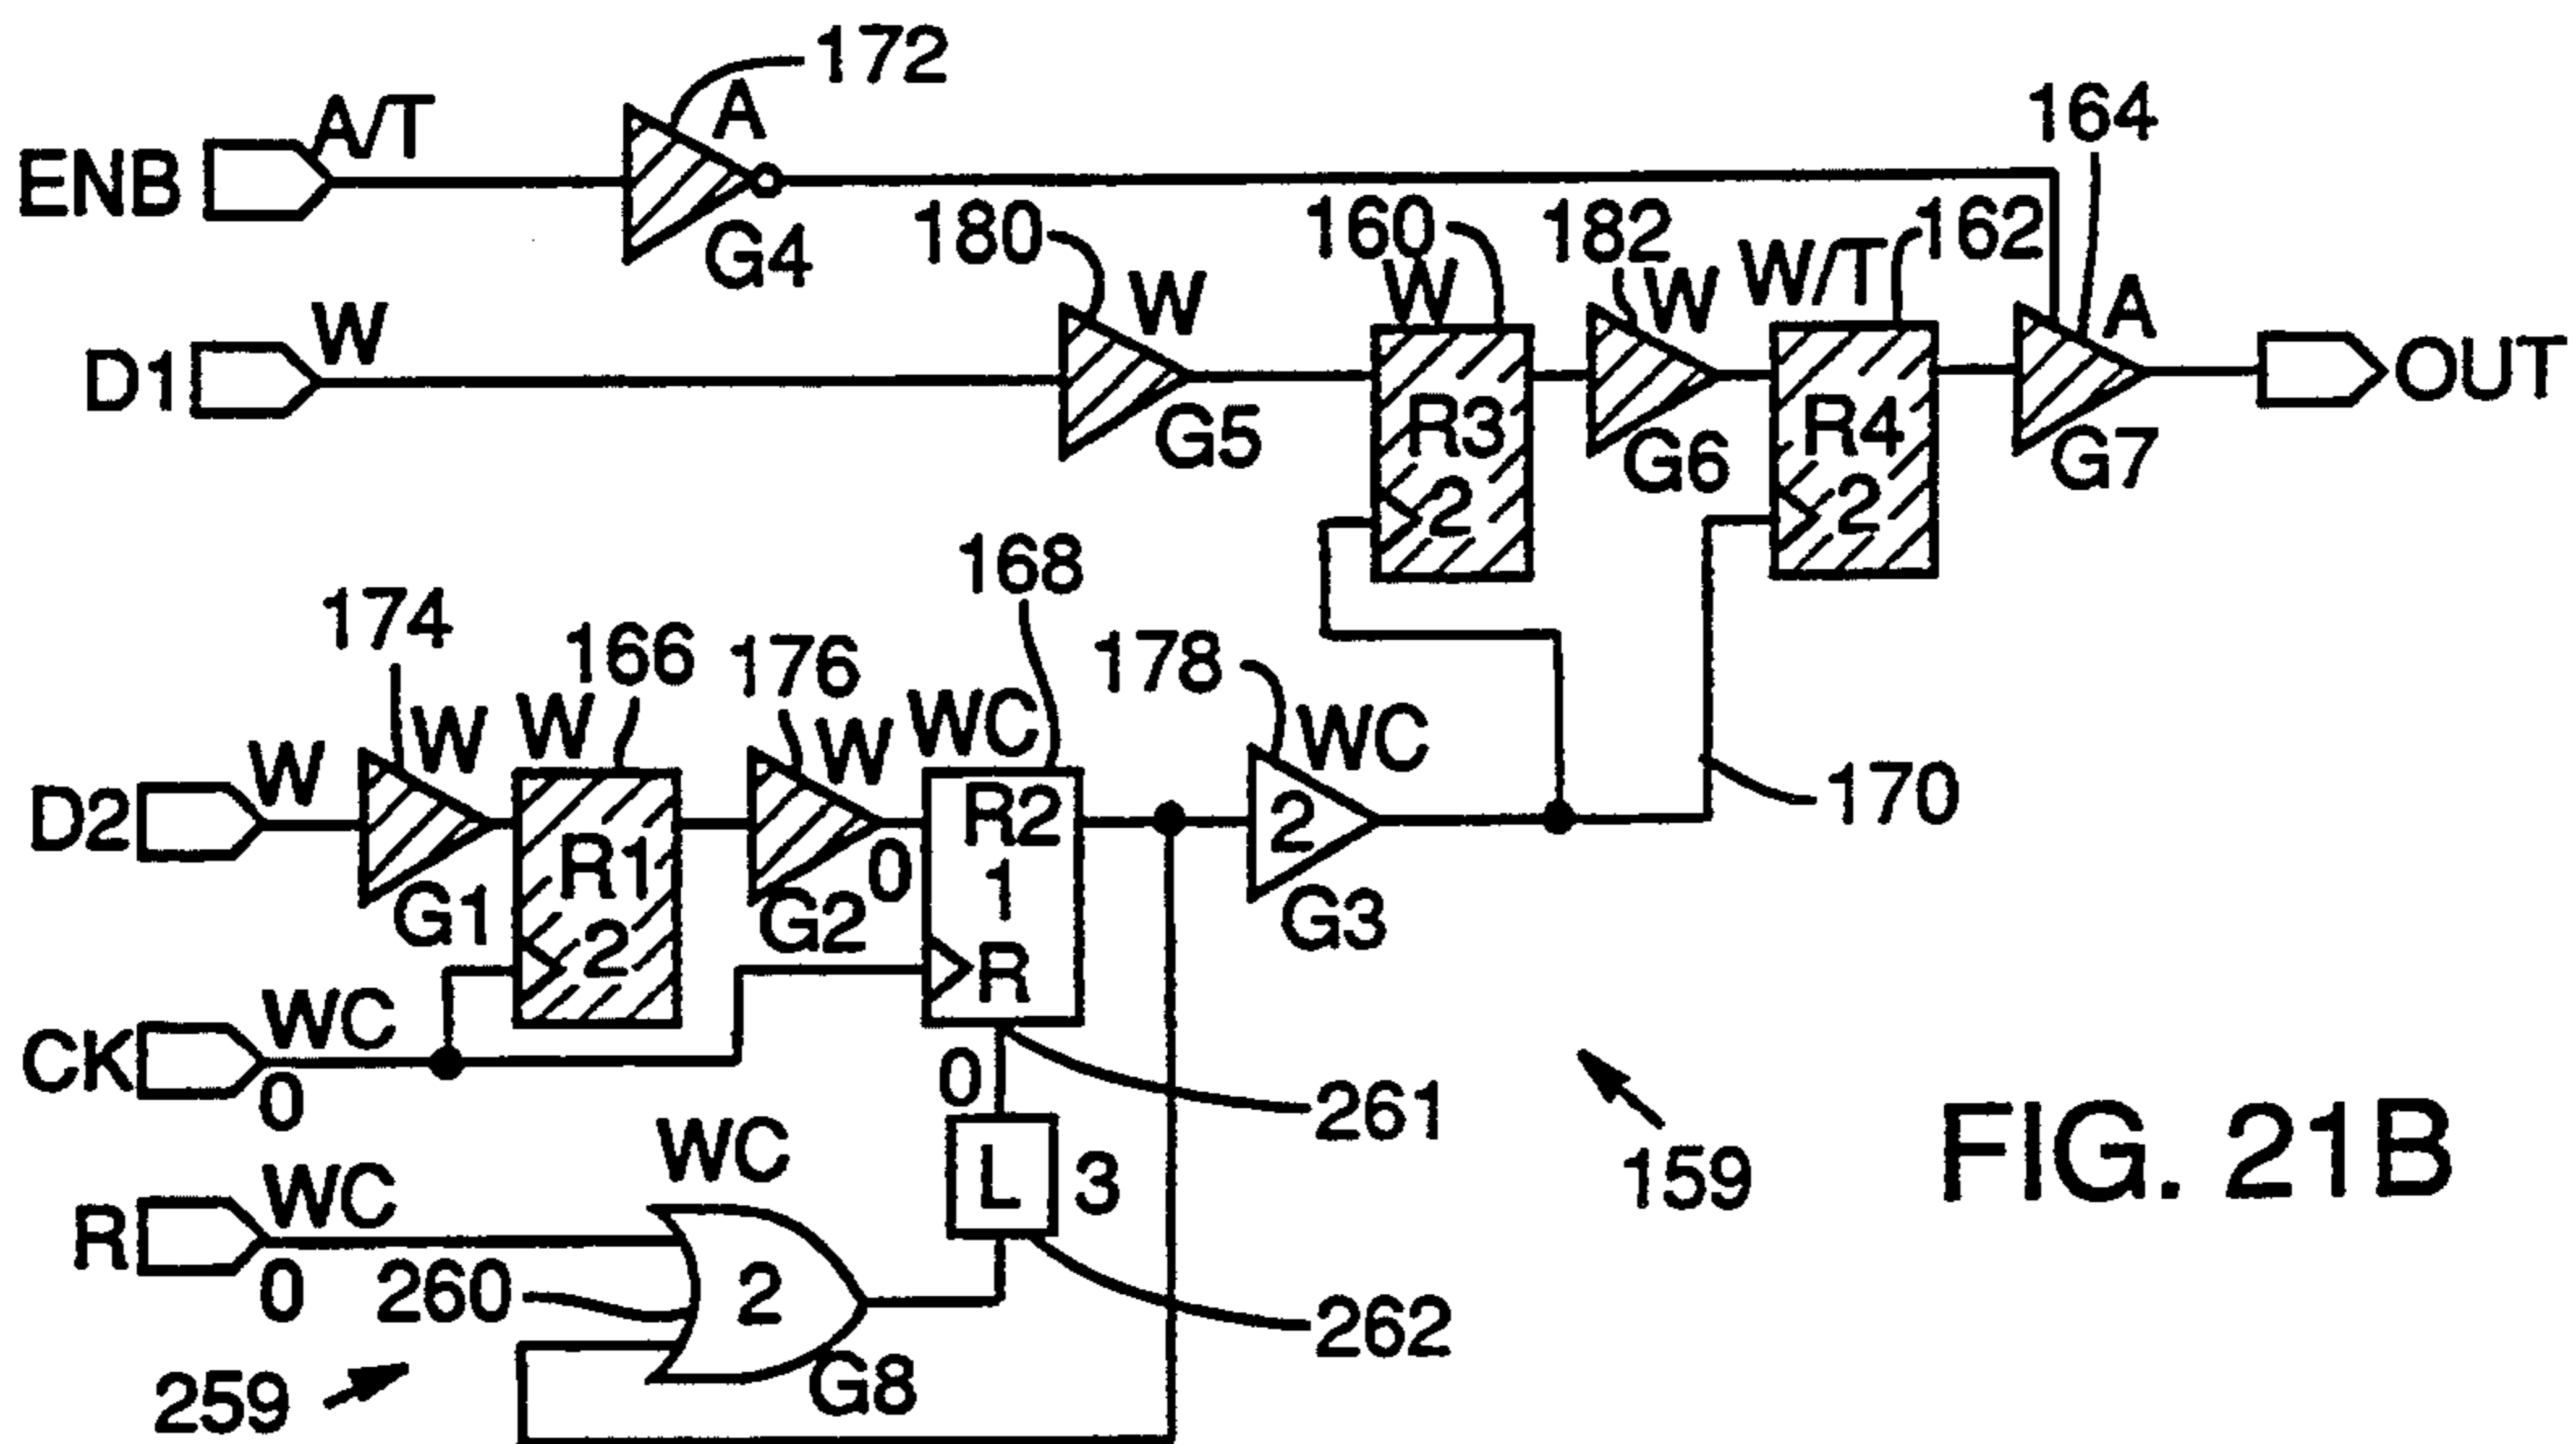 172
ENB
A/T
A
G4
164
180
160
182
W/T
162
D1
W
W
G5
W
R3
2
W
G6
R4
2
A
G7
OUT
174
166
176
168
178
170
D2
W
W
G1
W
R1
2
W
G2
0
WC
R2
1
R
WC
2
G3
CK
WC
0
0
261
L
3
262
R
WC
0
WC
2
G8
260
259
159
FIG. 21B